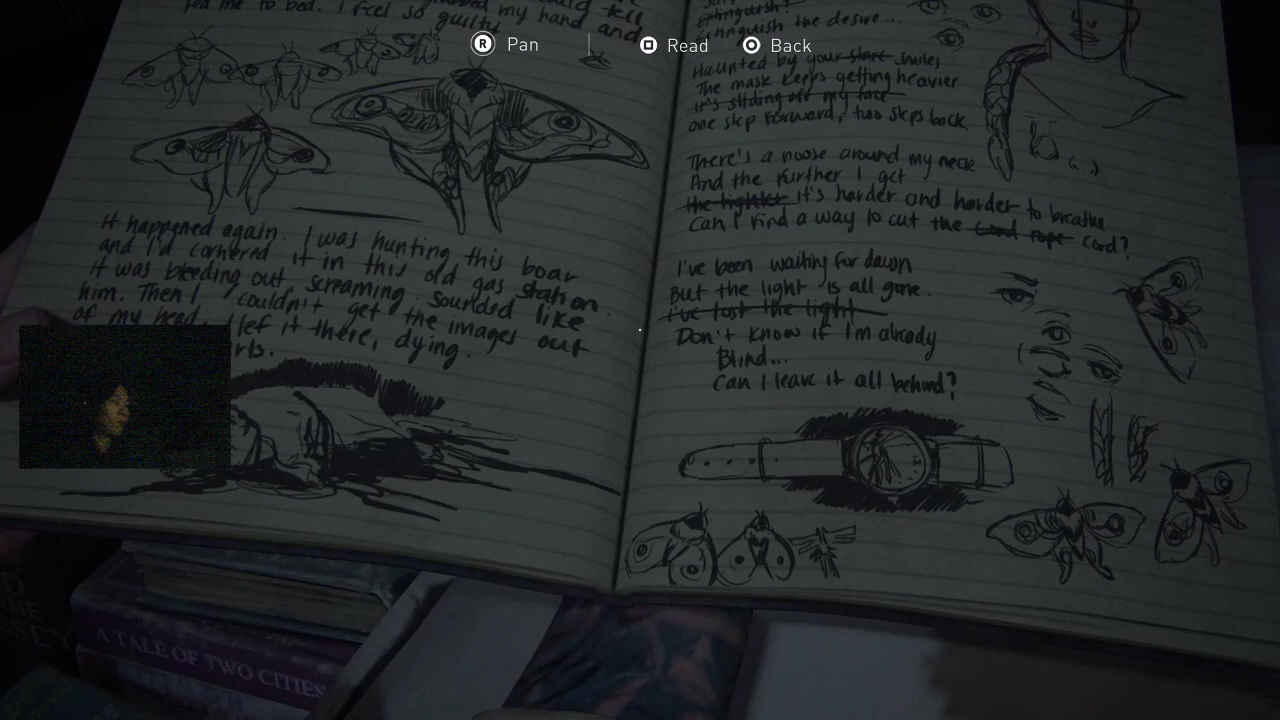 fed me to bed. I feel so guilty
my hand and
R Pan
Read
Back
It happened again. I was hunting this boar
and I'd cornered it in this old gas station.
It was bleeding out, screaming. Sounded like
him. Then I couldn't get the images out
of my head. I left it there, dying.
extinguish?
the desire...
Haunted by your stare smiles
The mask keeps getting heavier
it's sliding off my face
one step forward, two steps back
There's a noose around my neck
And the further I get
the tighter it's harder and harder to breathe
Can I find a way to cut the cord rope cord?
I've been waiting for dawn
But the light is all gone.
I've lost the light
Don't know if I'm already
Blind...
Can I leave it all behind?
A TALE OF TWO CITIES